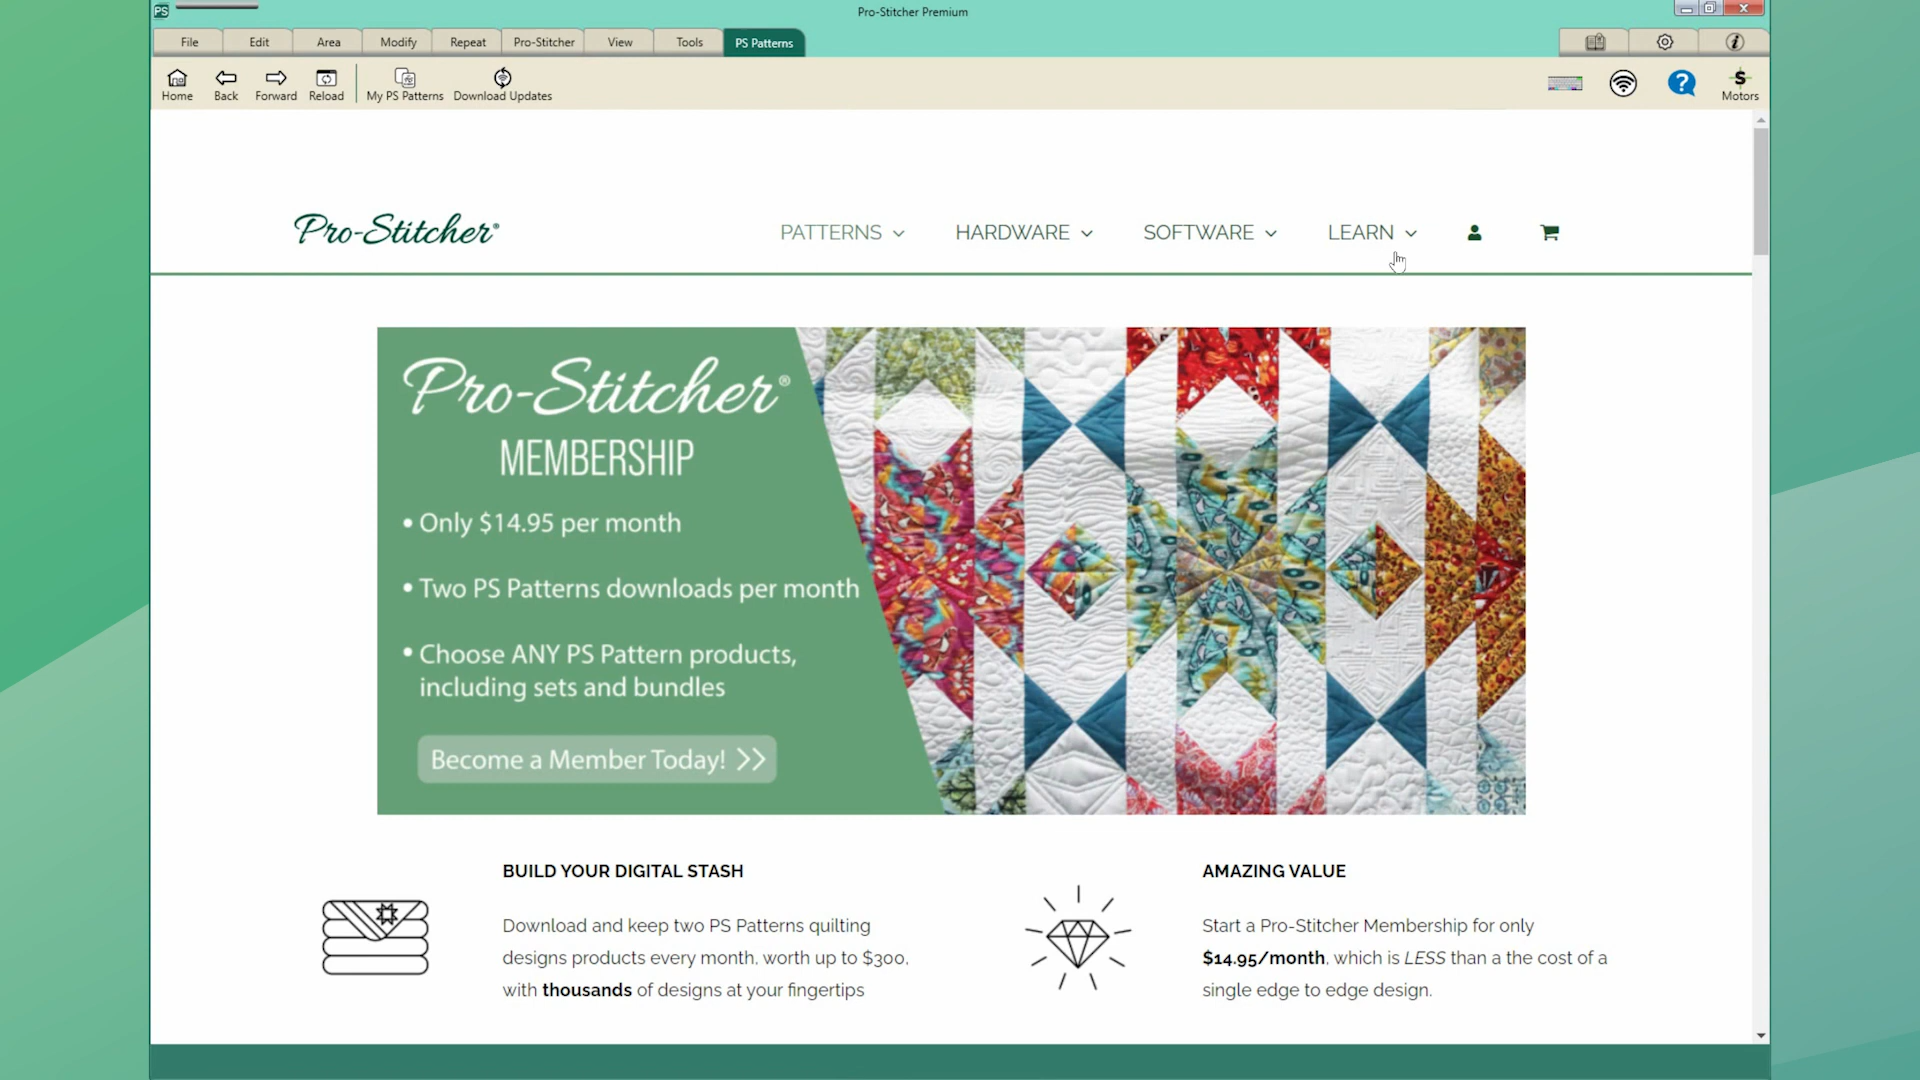 PS
Pro-Stitcher Premium
File Edit Area Modify Repeat Pro-Stitcher View Tools PS Patterns
Home Back Forward Reload My PS Patterns Download Updates
? S Motors
Pro-Stitcher®
PATTERNS HARDWARE SOFTWARE LEARN
Pro-Stitcher®
MEMBERSHIP
• Only $14.95 per month
• Two PS Patterns downloads per month
• Choose ANY PS Pattern products,
including sets and bundles
Become a Member Today! >>
BUILD YOUR DIGITAL STASH
Download and keep two PS Patterns quilting
designs products every month, worth up to $300,
with thousands of designs at your fingertips
AMAZING VALUE
Start a Pro-Stitcher Membership for only
$14.95/month, which is LESS than a the cost of a
single edge to edge design.